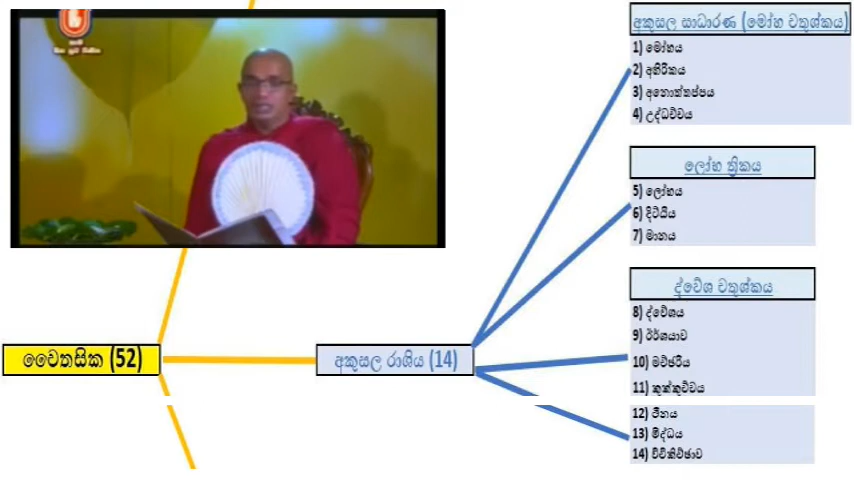 අකුසල සාධාරණ (මෝහ චතුශ්කය)
1) මෝහය
2) අහිරිකය
3) අනොත්තප්පය
4) උද්ධච්චය
ලෝභ ත්‍රිකය
5) ලෝභය
6) දිට්ඨිය
7) මානය
ද්වේශ චතුශ්කය
8) ද්වේශය
9) ඊර්ශයාව
10) මච්ඡරිය
11) කුක්කුච්චය
12) ථීනය
13) මිද්ධය
14) විචිකිච්ඡාව
චෛතසික (52)
අකුසල රාශිය (14)